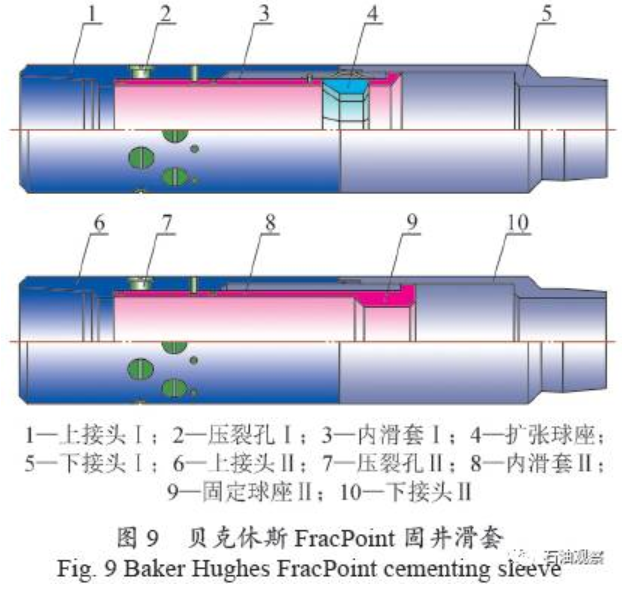 1 2 3 4 5
6 7 8 9 10
1—上接头Ⅰ；2—压裂孔Ⅰ；3—内滑套Ⅰ；4—扩张球座；
5—下接头Ⅰ；6—上接头Ⅱ；7—压裂孔Ⅱ；8—内滑套Ⅱ；
9—固定球座Ⅱ；10—下接头Ⅱ
图 9 贝克休斯 FracPoint 固井滑套
石油观察
Fig. 9 Baker Hughes FracPoint cementing sleeve